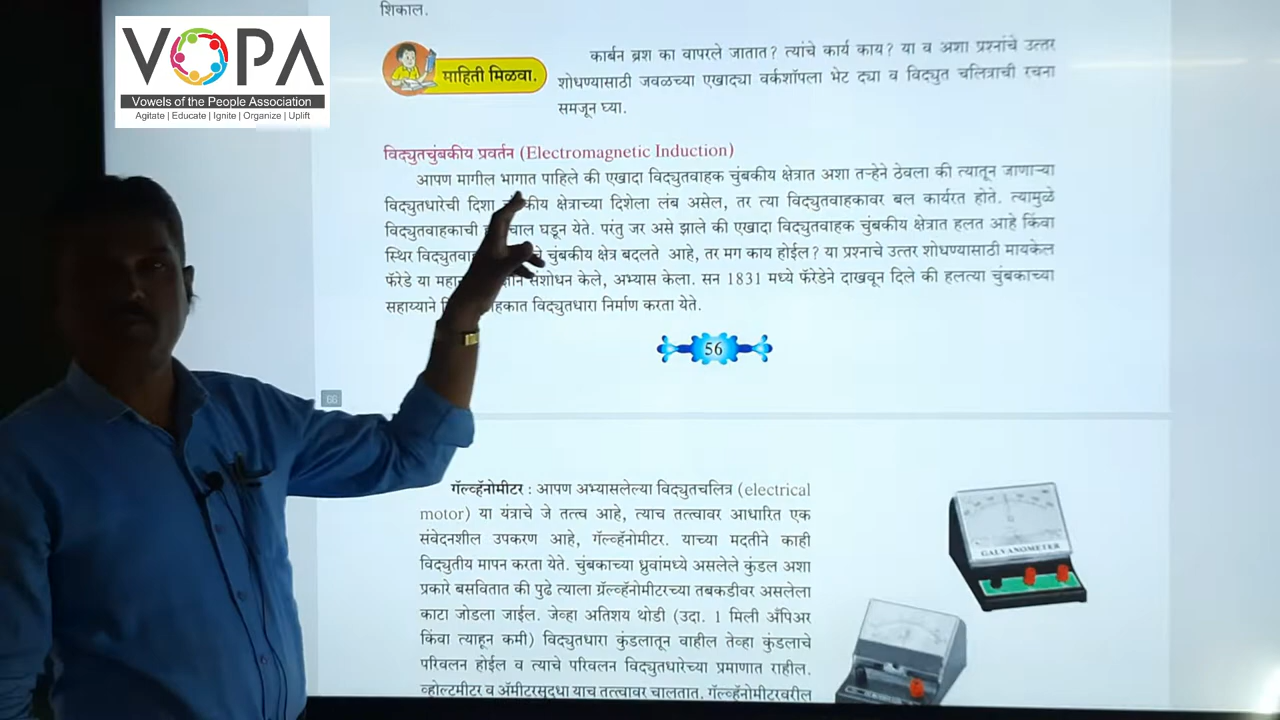 VOPA
Vowels of the People Association
Agitate | Educate | Ignite | Organize | Uplift
शिकाल.
माहिती मिळवा.
कार्बन ब्रश का वापरले जातात? त्यांचे कार्य काय? या व अशा प्रश्नांचे उत्तर
शोधण्यासाठी जवळच्या एखाद्या वर्कशॉपला भेट द्या व विद्युत चलित्राची रचना
समजून घ्या.
विद्युतचुंबकीय प्रवर्तन (Electromagnetic Induction)
आपण मागील भागात पाहिले की एखादा विद्युतवाहक चुंबकीय क्षेत्रात अशा तऱ्हेने ठेवला की त्यातून जाणाऱ्या
विद्युतधारेची दिशा क्षेत्राच्या दिशेला लंब असेल, तर त्या विद्युतवाहकावर बल कार्यरत होते. त्यामुळे
विद्युतवाहकाची घडून येते. परंतु जर असे झाले की एखादा विद्युतवाहक चुंबकीय क्षेत्रात हलत आहे किंवा
स्थिर चुंबकीय क्षेत्र बदलते आहे, तर मग काय होईल? या प्रश्नाचे उत्तर शोधण्यासाठी मायकेल
फॅरेडे या संशोधन केले, अभ्यास केला. सन 1831 मध्ये फॅरेडेने दाखवून दिले की हलत्या चुंबकाच्या
सहाय्याने विद्युतधारा निर्माण करता येते.
56
66
गॅल्व्हॅनोमीटर : आपण अभ्यासलेल्या विद्युतचलित्र (electrical
motor) या यंत्राचे जे तत्त्व आहे, त्याच तत्त्वावर आधारित एक
संवेदनशील उपकरण आहे, गॅल्व्हॅनोमीटर. याच्या मदतीने काही
विद्युतीय मापन करता येते. चुंबकाच्या ध्रुवांमध्ये असलेले कुंडल अशा
प्रकारे बसवितात की पुढे त्याला गॅल्व्हॅनोमीटरच्या तबकडीवर असलेला
काटा जोडला जाईल. जेव्हा अतिशय थोडी (उदा. 1 मिली अँपिअर
किंवा त्याहून कमी) विद्युतधारा कुंडलातून वाहील तेव्हा कुंडलाचे
परिवलन होईल व त्याचे परिवलन विद्युतधारेच्या प्रमाणात राहील.
व्होल्टमीटर व अ‍ॅमीटरसुद्धा याच तत्त्वावर चालतात. गॅल्व्हॅनोमीटरवरील
GALVANOMETER